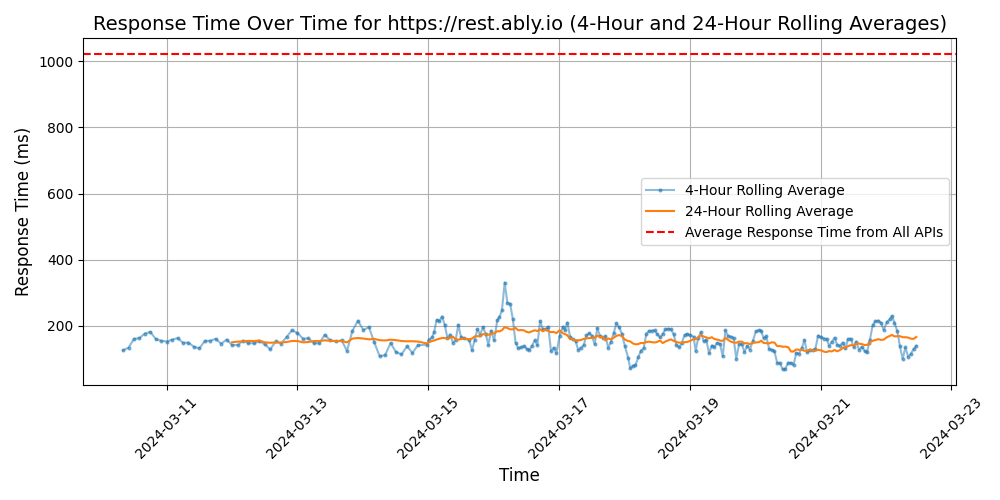 Response Time Over Time for https://rest.ably.io (4-Hour and 24-Hour Rolling Averages)
Response Time (ms)
1000
800
600
400
200
4-Hour Rolling Average
24-Hour Rolling Average
Average Response Time from All APIs
2024-03-11
2024-03-13
2024-03-15
2024-03-17
2024-03-19
2024-03-21
2024-03-23
Time